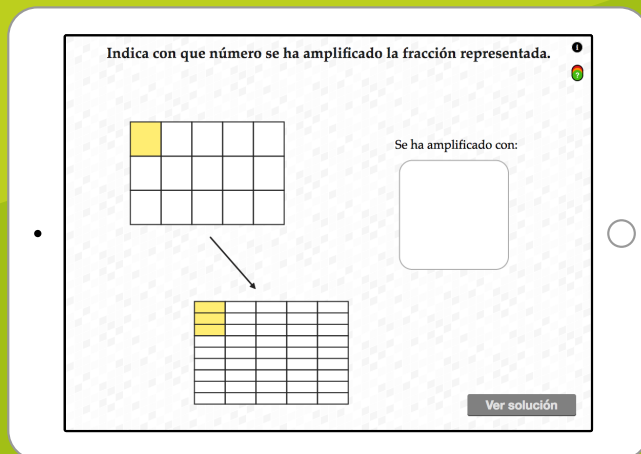 Indica con que número se ha amplificado la fracción representada.
i
?
Se ha amplificado con:
Ver solución